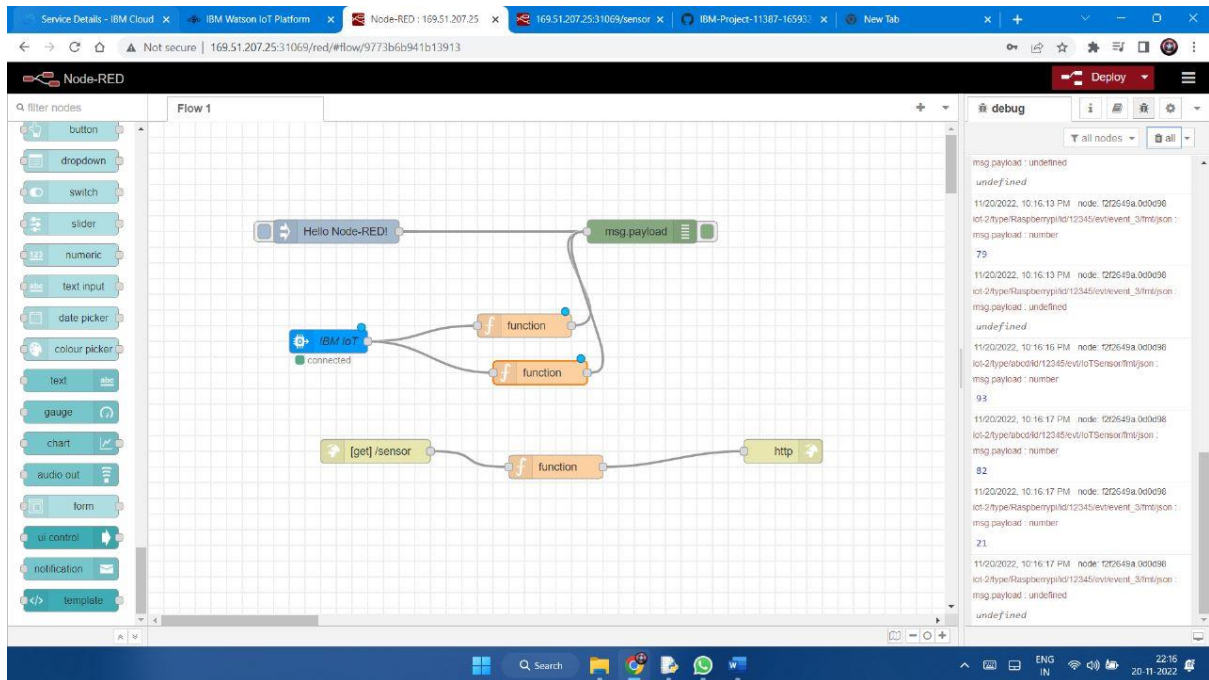 Service Details - IBM Cloud
IBM Watson IoT Platform
Node-RED : 169.51.207.25
169.51.207.25:31069/sensor
IBM-Project-11387-16593
New Tab
Not secure | 169.51.207.25:31069/red/#flow/9773b6b941b13913
Node-RED
Deploy
filter nodes
Flow 1
debug
all nodes
all
button
dropdown
switch
slider
123 numeric
abc text input
date picker
colour picker
text abc
gauge
chart
audio out
form
ui control
notification
</> template
Hello Node-RED!
msg.payload
IBM IoT
connected
f function
f function
[get] /sensor
f function
http
msg.payload : undefined
undefined
11/20/2022, 10:16:13 PM node: f2f2649a.0d0d98
iot-2/type/Raspberrypi/id/12345/evt/event_3/fmt/json :
msg.payload : number
79
11/20/2022, 10:16:13 PM node: f2f2649a.0d0d98
iot-2/type/Raspberrypi/id/12345/evt/event_3/fmt/json :
msg.payload : undefined
undefined
11/20/2022, 10:16:16 PM node: f2f2649a.0d0d98
iot-2/type/abcd/id/12345/evt/IoTSensor/fmt/json :
msg.payload : number
93
11/20/2022, 10:16:17 PM node: f2f2649a.0d0d98
iot-2/type/abcd/id/12345/evt/IoTSensor/fmt/json :
msg.payload : number
82
11/20/2022, 10:16:17 PM node: f2f2649a.0d0d98
iot-2/type/Raspberrypi/id/12345/evt/event_3/fmt/json :
msg.payload : number
21
11/20/2022, 10:16:17 PM node: f2f2649a.0d0d98
iot-2/type/Raspberrypi/id/12345/evt/event_3/fmt/json :
msg.payload : undefined
undefined
Search
ENG
IN
22:16
20-11-2022